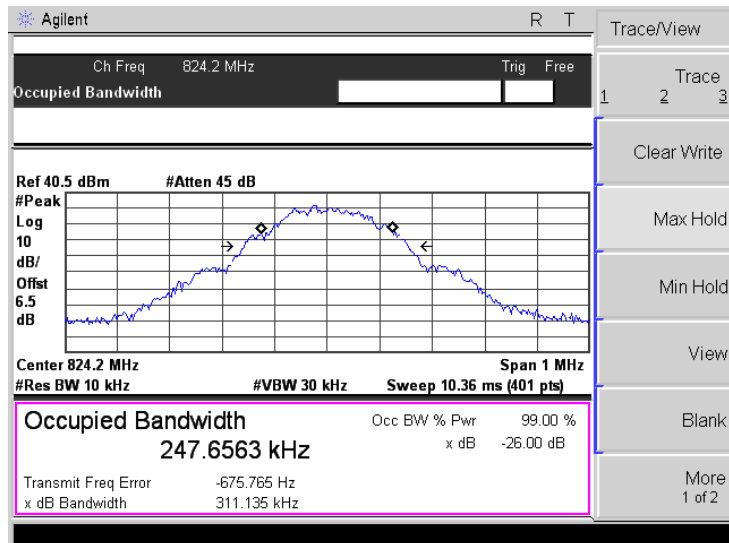 Agilent R T
Ch Freq 824.2 MHz Trig Free
Occupied Bandwidth
Ref 40.5 dBm #Atten 45 dB
#Peak
Log
10
dB/
Offst
6.5
dB
Center 824.2 MHz Span 1 MHz
#Res BW 10 kHz #VBW 30 kHz Sweep 10.36 ms (401 pts)
Occupied Bandwidth Occ BW % Pwr 99.00 %
247.6563 kHz x dB -26.00 dB
Transmit Freq Error -675.765 Hz
x dB Bandwidth 311.135 kHz
Trace/View
Trace
1 2 3
Clear Write
Max Hold
Min Hold
View
Blank
More
1 of 2